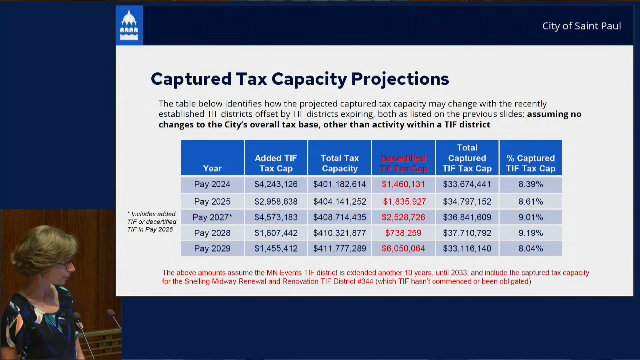 City of Saint Paul
Captured Tax Capacity Projections
The table below identifies how the projected captured tax capacity may change with the recently
established TIF districts offset by TIF districts expiring, both as listed on the previous slides; assuming no
changes to the City's overall tax base, other than activity within a TIF district
Year Added TIF Tax Cap Total Tax Capacity Decertified TIF Tax Cap Total Captured TIF Tax Cap % Captured TIF Tax Cap
Pay 2024 $4,243,126 $401,182,614 $1,460,131 $33,674,441 8.39%
Pay 2025 $2,958,638 $404,141,252 $1,835,927 $34,797,152 8.61%
Pay 2027* $4,573,183 $408,714,435 $2,528,726 $36,841,609 9.01%
Pay 2028 $1,607,442 $410,321,877 $738,259 $37,710,792 9.19%
Pay 2029 $1,455,412 $411,777,289 $6,050,064 $33,116,140 8.04%
* Includes added
TIF or decertified
TIF in Pay 2026
The above amounts assume the MN Events TIF district is extended another 10 years, until 2033, and include the captured tax capacity
for the Snelling Midway Renewal and Renovation TIF District #344 (which TIF hasn't commenced or been obligated)